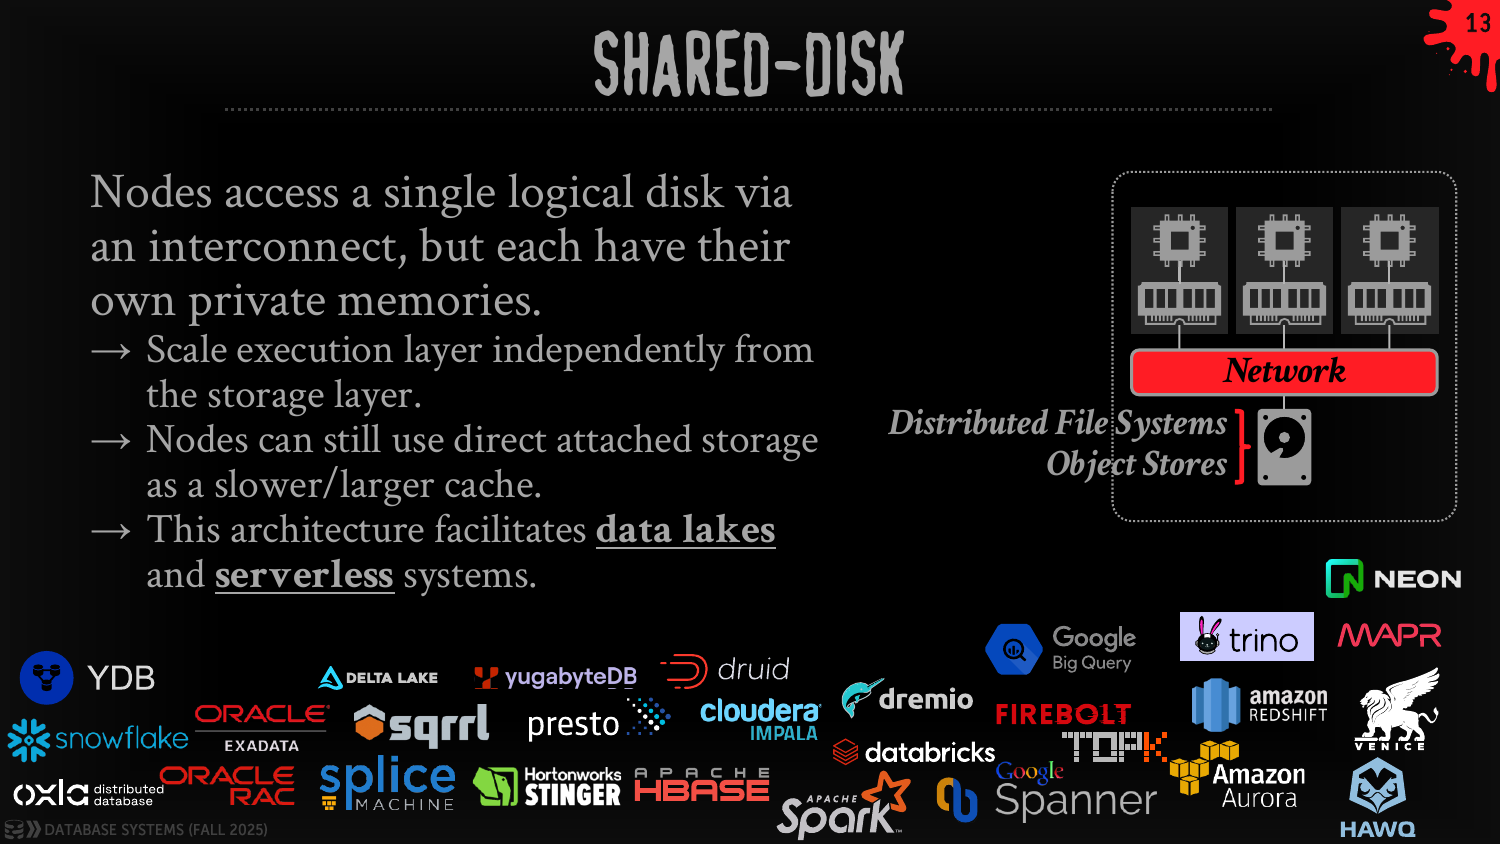 13
SHARED-DISK
Nodes access a single logical disk via
an interconnect, but each have their
own private memories.
→ Scale execution layer independently from
the storage layer.
→ Nodes can still use direct attached storage
as a slower/larger cache.
→ This architecture facilitates data lakes
and serverless systems.
Network
Distributed File Systems
Object Stores
NEON
Google
Big Query
trino
MAPR
YDB
DELTA LAKE
yugabyteDB
druid
dremio
amazon
REDSHIFT
snowflake
ORACLE
EXADATA
sqrrl
presto
cloudera
IMPALA
FIREBOLT
VENICE
databricks
TOPK
oxla distributed
database
ORACLE
RAC
splice
MACHINE
Hortonworks
STINGER
APACHE
HBASE
APACHE
Spark™
Google
Spanner
Amazon
Aurora
HAWQ
DATABASE SYSTEMS (FALL 2025)